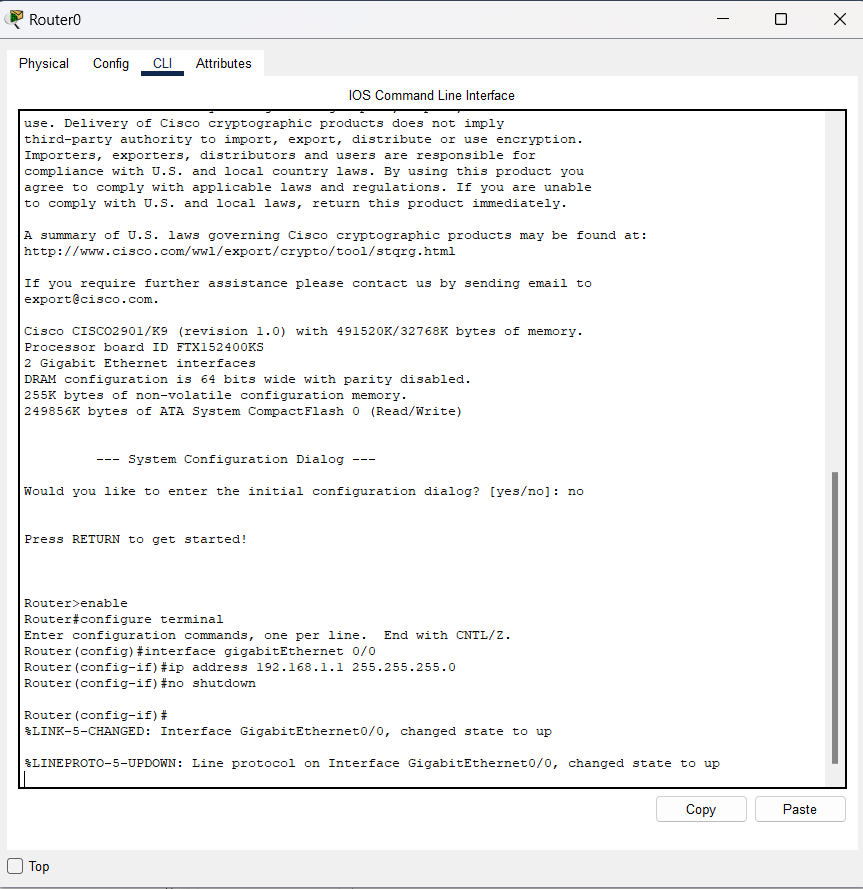 Router0
Physical Config CLI Attributes
IOS Command Line Interface
use. Delivery of Cisco cryptographic products does not imply
third-party authority to import, export, distribute or use encryption.
Importers, exporters, distributors and users are responsible for
compliance with U.S. and local country laws. By using this product you
agree to comply with applicable laws and regulations. If you are unable
to comply with U.S. and local laws, return this product immediately.
A summary of U.S. laws governing Cisco cryptographic products may be found at:
http://www.cisco.com/wwl/export/crypto/tool/stqrg.html
If you require further assistance please contact us by sending email to
export@cisco.com.
Cisco CISCO2901/K9 (revision 1.0) with 491520K/32768K bytes of memory.
Processor board ID FTX152400KS
2 Gigabit Ethernet interfaces
DRAM configuration is 64 bits wide with parity disabled.
255K bytes of non-volatile configuration memory.
249856K bytes of ATA System CompactFlash 0 (Read/Write)
--- System Configuration Dialog ---
Would you like to enter the initial configuration dialog? [yes/no]: no
Press RETURN to get started!
Router>enable
Router#configure terminal
Enter configuration commands, one per line.  End with CNTL/Z.
Router(config)#interface gigabitEthernet 0/0
Router(config-if)#ip address 192.168.1.1 255.255.255.0
Router(config-if)#no shutdown
Router(config-if)#
%LINK-5-CHANGED: Interface GigabitEthernet0/0, changed state to up
%LINEPROTO-5-UPDOWN: Line protocol on Interface GigabitEthernet0/0, changed state to up
Copy Paste
Top